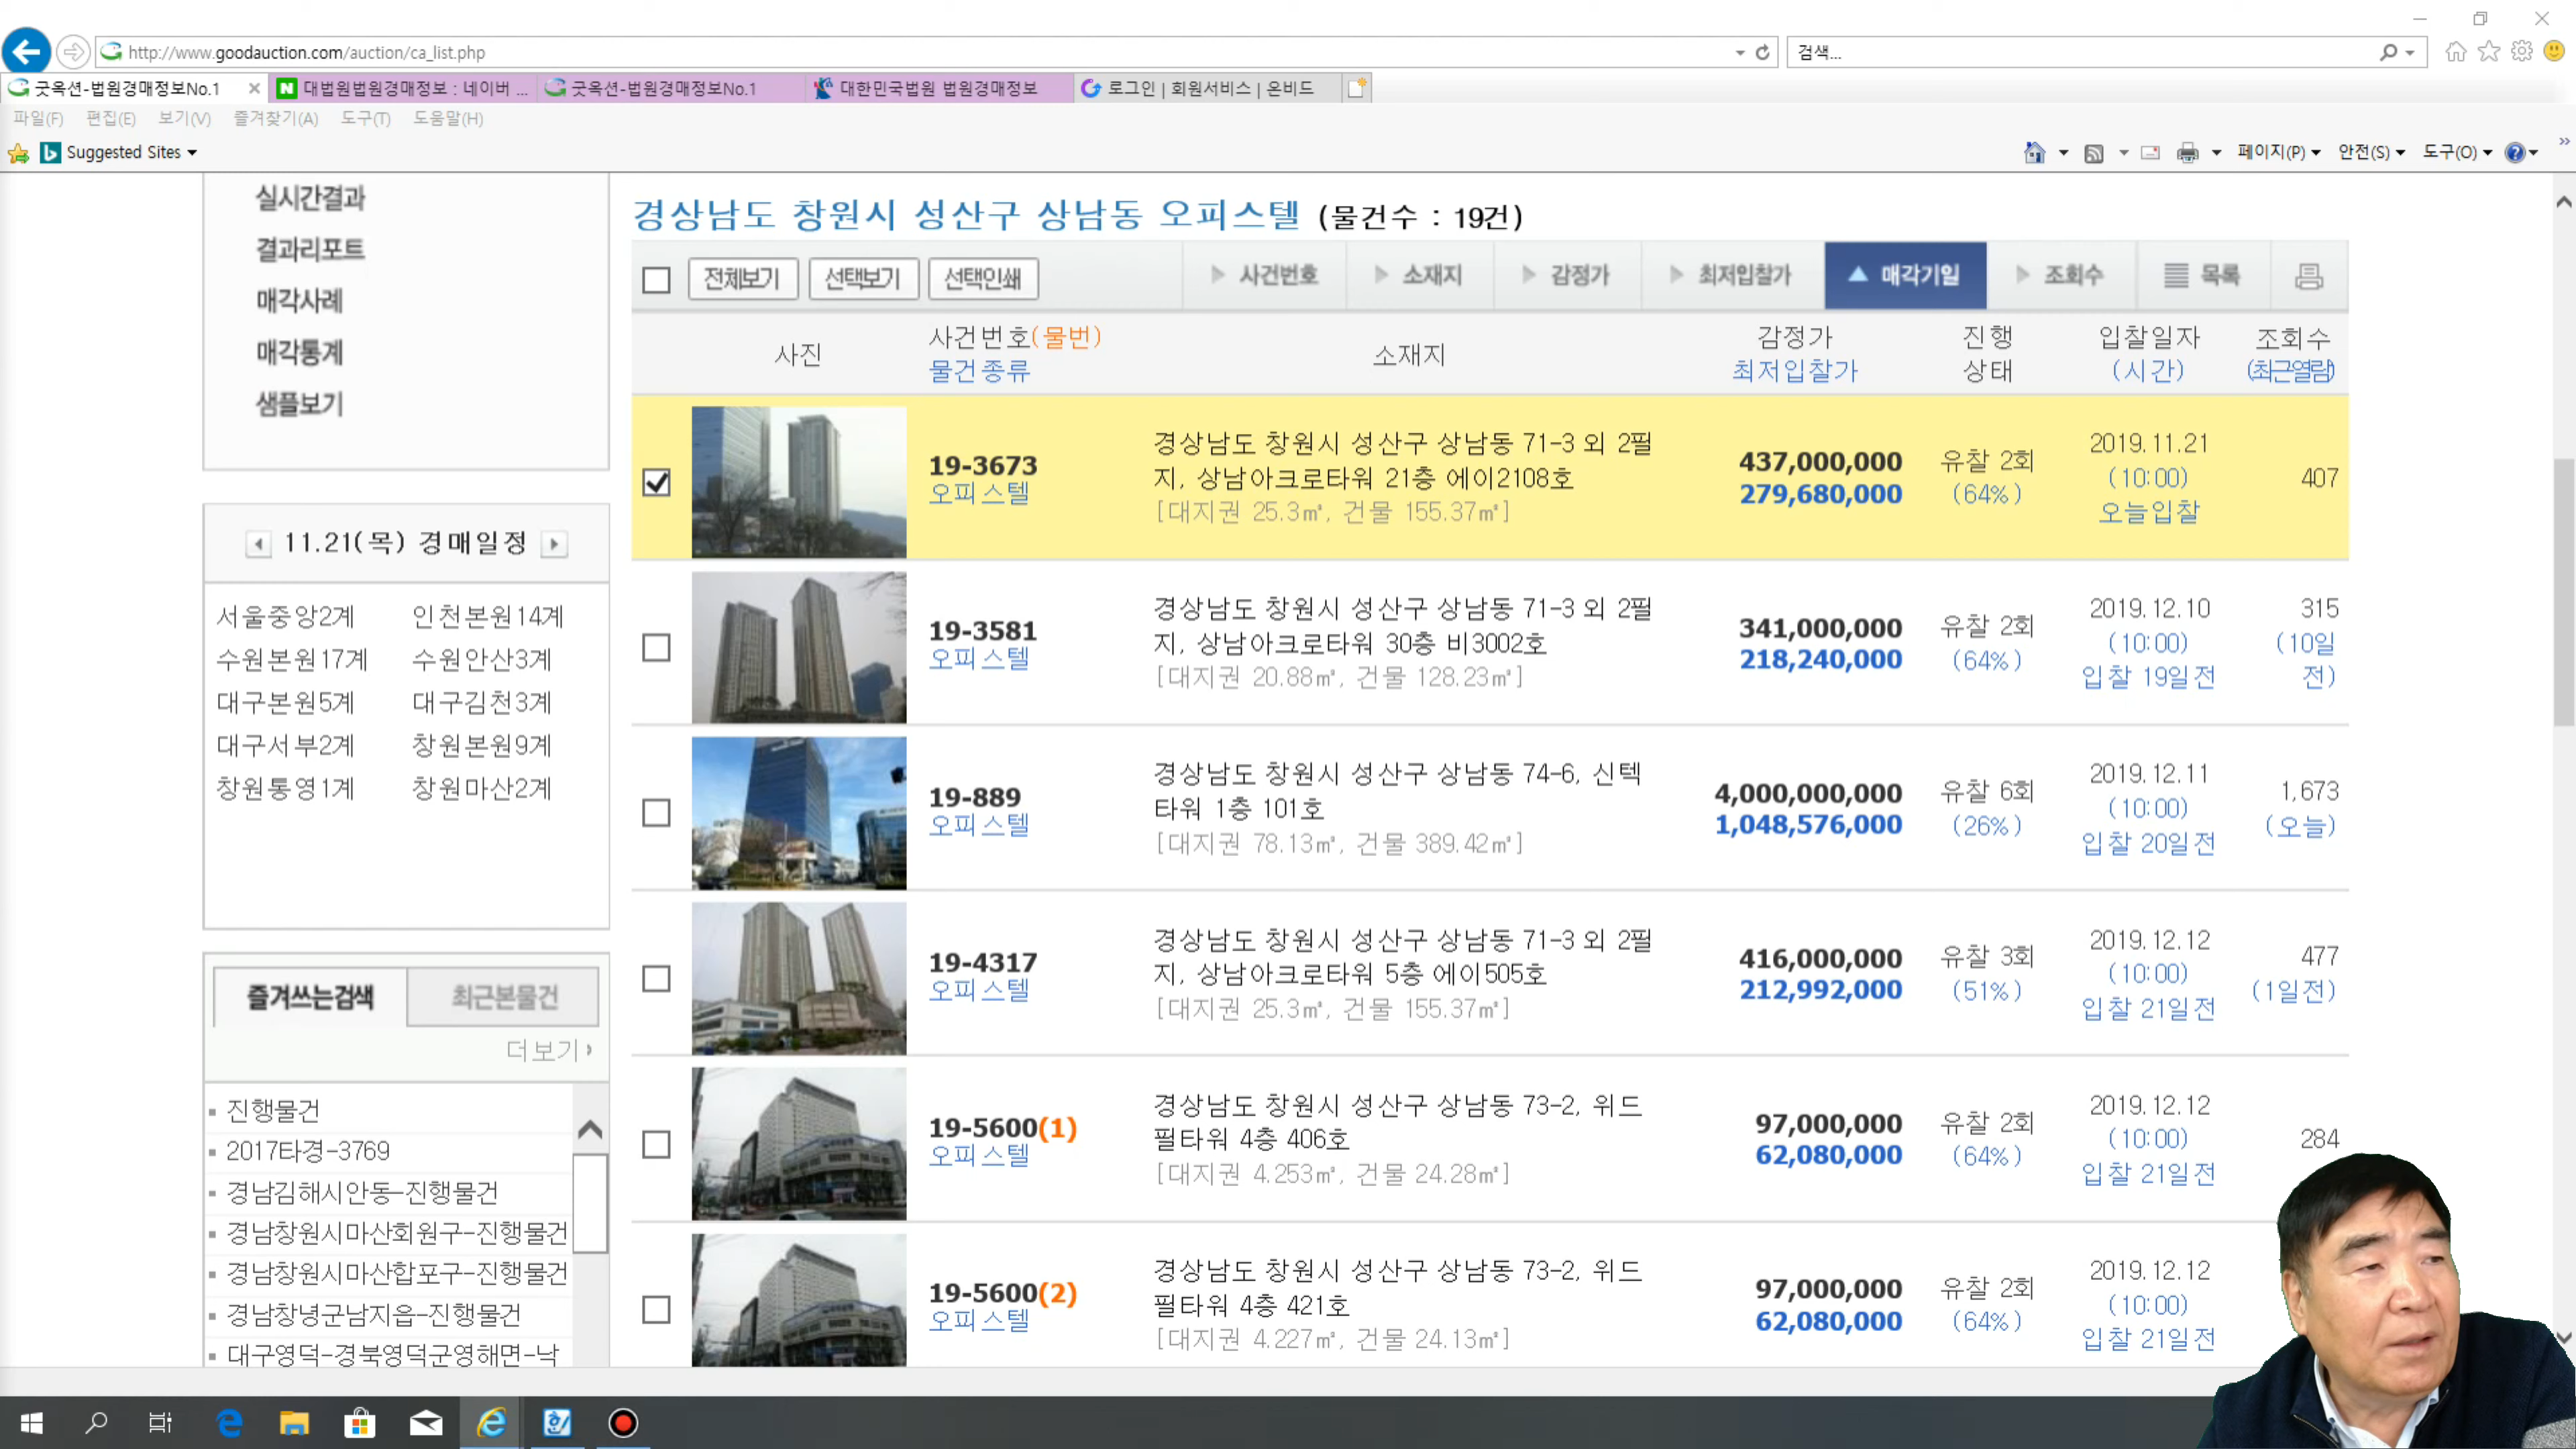 http://www.goodauction.com/auction/ca_list.php
검색...
굿옥션-법원경매정보No.1
대법원법원경매정보 : 네이버 ...
굿옥션-법원경매정보No.1
대한민국법원 법원경매정보
로그인 | 회원서비스 | 온비드
파일(F) 편집(E) 보기(V) 즐겨찾기(A) 도구(T) 도움말(H)
Suggested Sites
페이지(P) 안전(S) 도구(O)
실시간결과
결과리포트
매각사례
매각통계
샘플보기
11.21(목) 경매일정
서울중앙2계 인천본원14계
수원본원17계 수원안산3계
대구본원5계 대구김천3계
대구서부2계 창원본원9계
창원통영1계 창원마산2계
즐겨쓰는검색 최근본물건
더보기
진행물건
2017타경-3769
경남김해시안동-진행물건
경남창원시마산회원구-진행물건
경남창원시마산합포구-진행물건
경남창녕군남지읍-진행물건
대구영덕-경북영덕군영해면-낙
경상남도 창원시 성산구 상남동 오피스텔 (물건수 : 19건)
전체보기 선택보기 선택인쇄 사건번호 소재지 감정가 최저입찰가 매각기일 조회수 목록
사진
사건번호(물번)
물건종류
소재지
감정가
최저입찰가
진행
상태
입찰일자
(시간)
조회수
(최근열람)
19-3673
오피스텔
경상남도 창원시 성산구 상남동 71-3 외 2필
지, 상남아크로타워 21층 에이2108호
[대지권 25.3㎡, 건물 155.37㎡]
437,000,000
279,680,000
유찰 2회
(64%)
2019.11.21
(10:00)
오늘입찰
407
19-3581
오피스텔
경상남도 창원시 성산구 상남동 71-3 외 2필
지, 상남아크로타워 30층 비3002호
[대지권 20.88㎡, 건물 128.23㎡]
341,000,000
218,240,000
유찰 2회
(64%)
2019.12.10
(10:00)
입찰 19일전
315
(10일
전)
19-889
오피스텔
경상남도 창원시 성산구 상남동 74-6, 신텍
타워 1층 101호
[대지권 78.13㎡, 건물 389.42㎡]
4,000,000,000
1,048,576,000
유찰 6회
(26%)
2019.12.11
(10:00)
입찰 20일전
1,673
(오늘)
19-4317
오피스텔
경상남도 창원시 성산구 상남동 71-3 외 2필
지, 상남아크로타워 5층 에이505호
[대지권 25.3㎡, 건물 155.37㎡]
416,000,000
212,992,000
유찰 3회
(51%)
2019.12.12
(10:00)
입찰 21일전
477
(1일전)
19-5600(1)
오피스텔
경상남도 창원시 성산구 상남동 73-2, 위드
필타워 4층 406호
[대지권 4.253㎡, 건물 24.28㎡]
97,000,000
62,080,000
유찰 2회
(64%)
2019.12.12
(10:00)
입찰 21일전
284
19-5600(2)
오피스텔
경상남도 창원시 성산구 상남동 73-2, 위드
필타워 4층 421호
[대지권 4.227㎡, 건물 24.13㎡]
97,000,000
62,080,000
유찰 2회
(64%)
2019.12.12
(10:00)
입찰 21일전